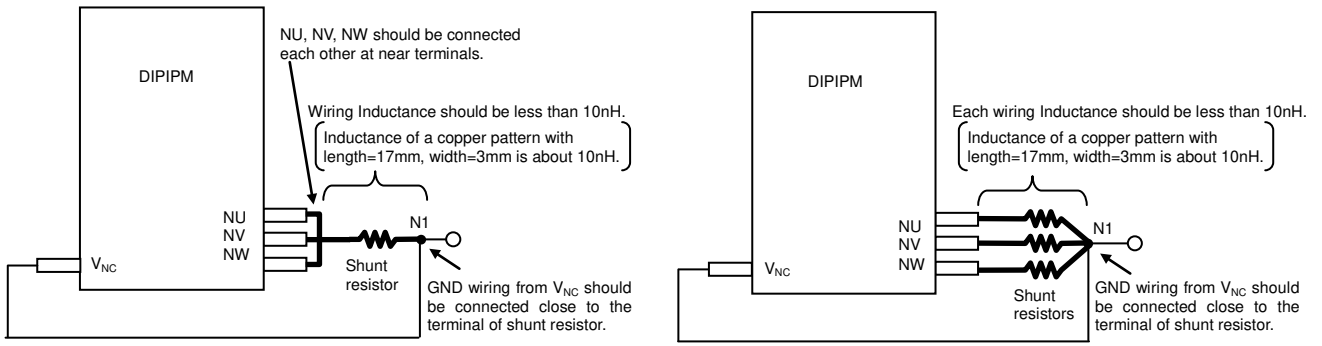 NU, NV, NW should be connected
each other at near terminals.
DIPIPM
Wiring Inductance should be less than 10nH.
Inductance of a copper pattern with
length=17mm, width=3mm is about 10nH.
NU
NV
NW
N1
VNC
Shunt
resistor
GND wiring from VNC should
be connected close to the
terminal of shunt resistor.
DIPIPM
Each wiring Inductance should be less than 10nH.
Inductance of a copper pattern with
length=17mm, width=3mm is about 10nH.
NU
NV
NW
N1
VNC
Shunt
resistors
GND wiring from VNC should
be connected close to the
terminal of shunt resistor.